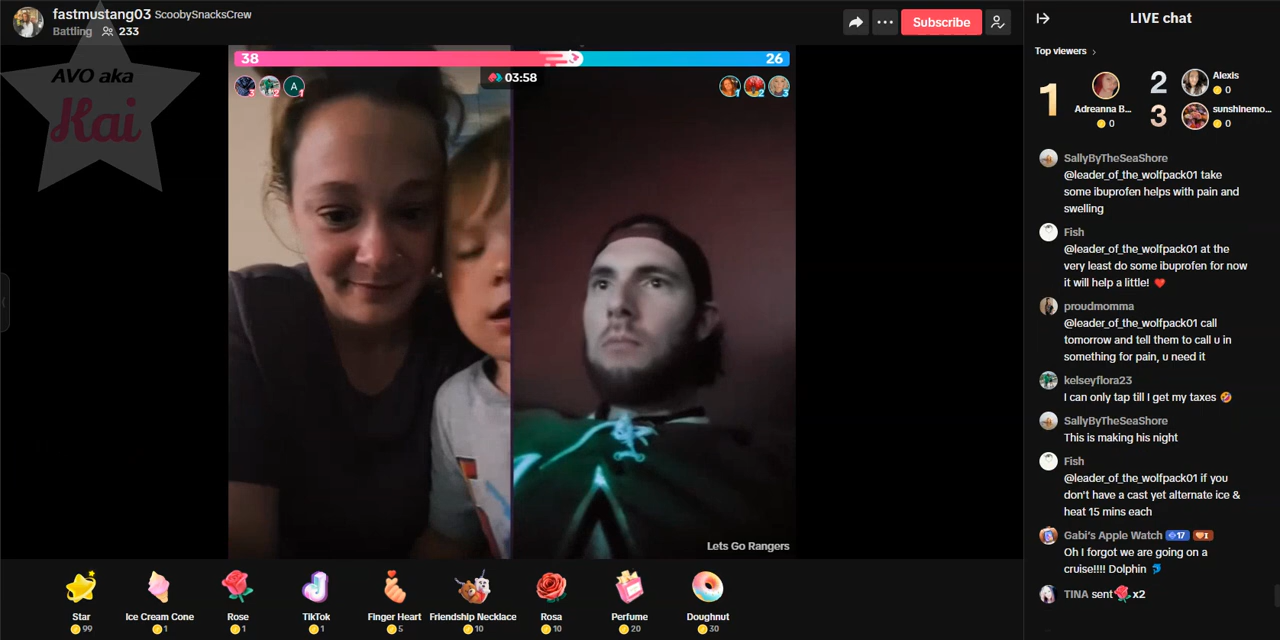 fastmustang03 ScoobySnacksCrew
Battling 233
Subscribe
LIVE chat
AVO aka
Kai
38
26
03:58
3
2
1
A
1
2
3
Top viewers
1
Adreanna B...
0
2
Alexis
0
3
sunshinemo...
0
SallyByTheSeaShore
@leader_of_the_wolfpack01 take
some ibuprofen helps with pain and
swelling
Fish
@leader_of_the_wolfpack01 at the
very least do some ibuprofen for now
it will help a little! ❤️
proudmomma
@leader_of_the_wolfpack01 call
tomorrow and tell them to call u in
something for pain, u need it
kelseyflora23
I can only tap till I get my taxes 🤣
SallyByTheSeaShore
This is making his night
Fish
@leader_of_the_wolfpack01 if you
don't have a cast yet alternate ice &
heat 15 mins each
Gabi's Apple Watch 17 I
Oh I forgot we are going on a
cruise!!!! Dolphin 🐬
TINA sent 🌹 x2
Lets Go Rangers
Star
99
Ice Cream Cone
1
Rose
1
TikTok
1
Finger Heart
5
Friendship Necklace
10
Rosa
10
Perfume
20
Doughnut
30